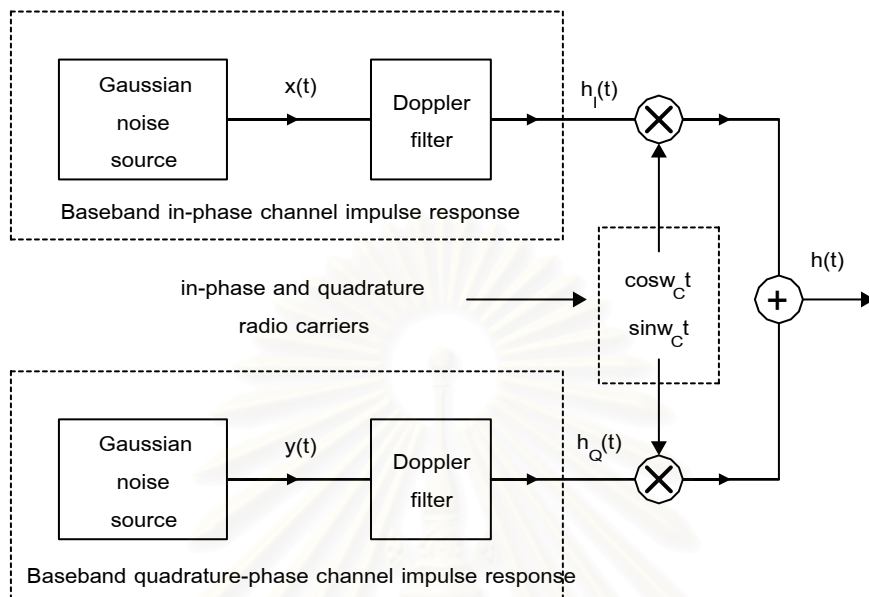 Gaussian
noise
source
x(t)
Doppler
filter
h_I(t)
Baseband in-phase channel impulse response
in-phase and quadrature
radio carriers
cosw_Ct
sinw_Ct
+
h(t)
Gaussian
noise
source
y(t)
Doppler
filter
h_Q(t)
Baseband quadrature-phase channel impulse response